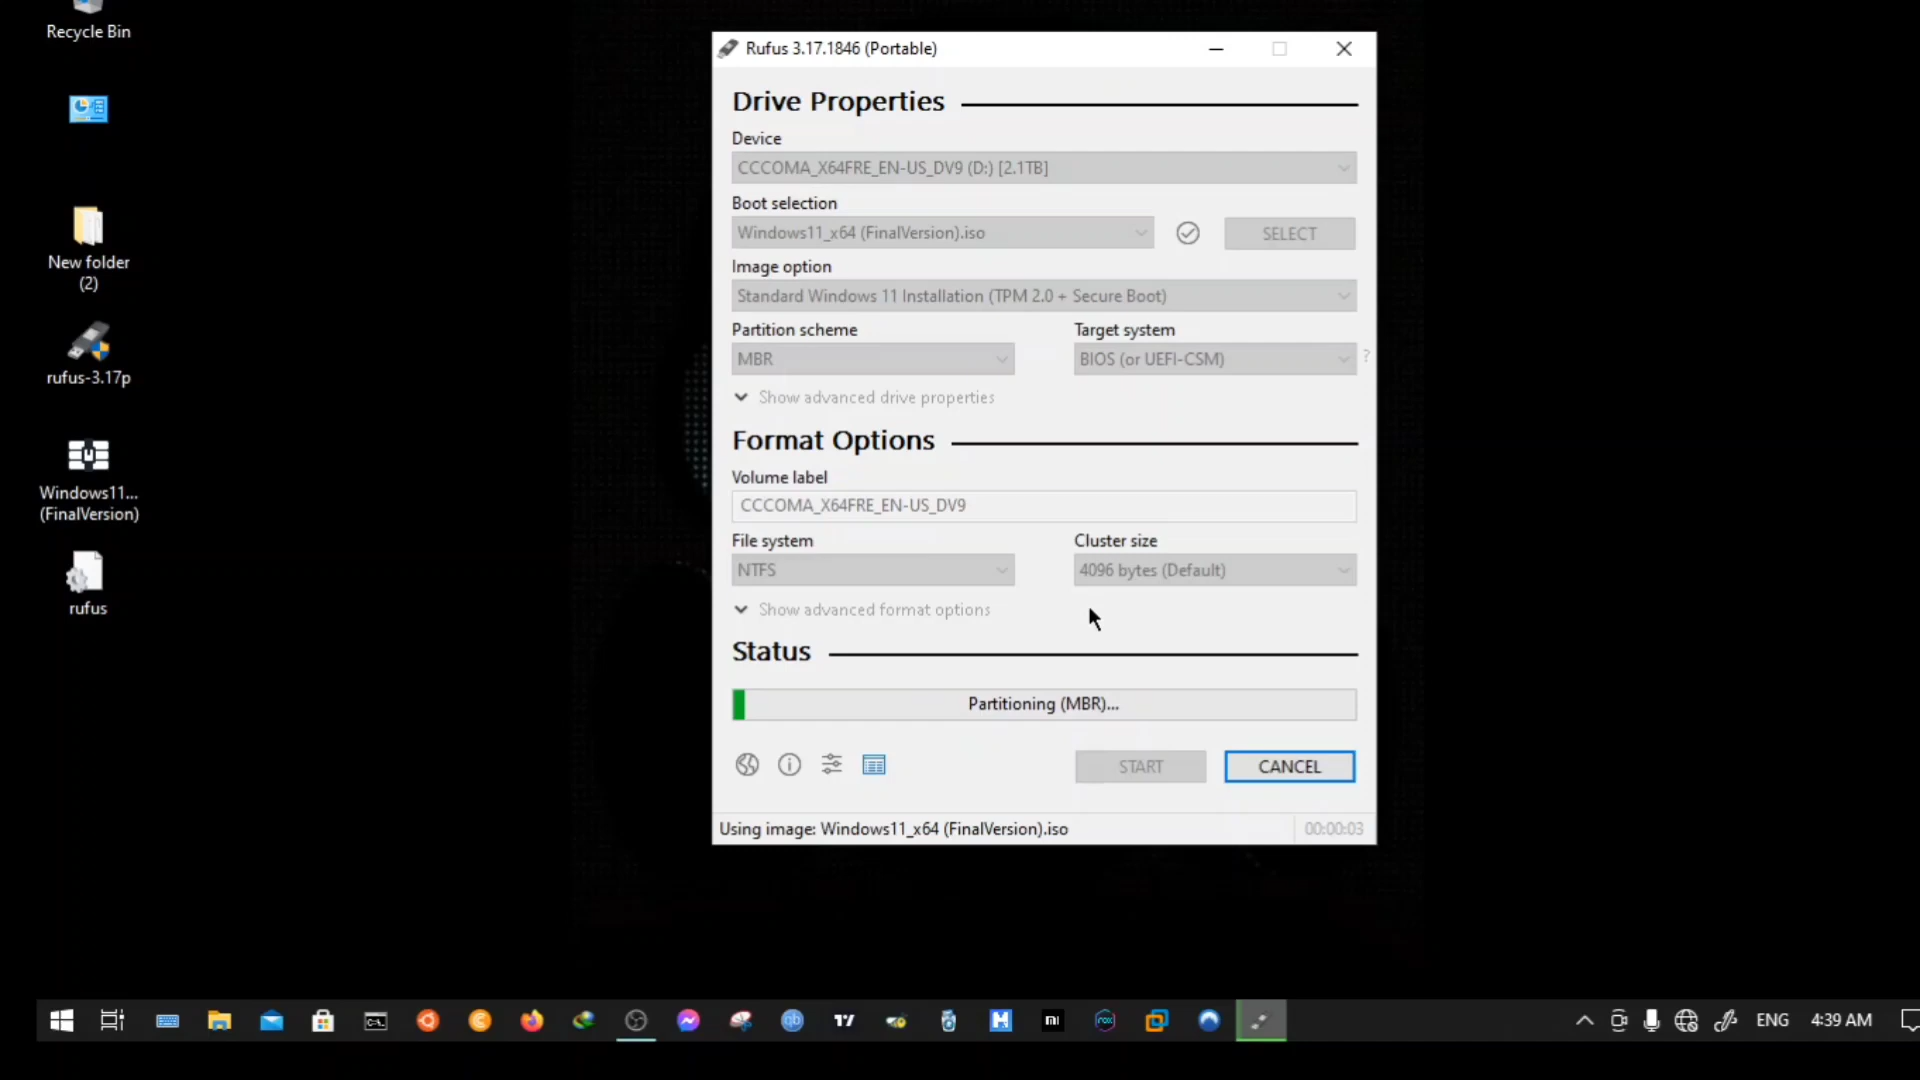 Recycle Bin
New folder
(2)
rufus-3.17p
Windows11...
(FinalVersion)
rufus
Rufus 3.17.1846 (Portable)
Drive Properties
Device
CCCOMA_X64FRE_EN-US_DV9 (D:) [2.1TB]
Boot selection
Windows11_x64 (FinalVersion).iso
SELECT
Image option
Standard Windows 11 Installation (TPM 2.0 + Secure Boot)
Partition scheme
Target system
MBR
BIOS (or UEFI-CSM)
?
Show advanced drive properties
Format Options
Volume label
CCCOMA_X64FRE_EN-US_DV9
File system
Cluster size
NTFS
4096 bytes (Default)
Show advanced format options
Status
Partitioning (MBR)...
START
CANCEL
Using image: Windows11_x64 (FinalVersion).iso
00:00:03
ENG
4:39 AM